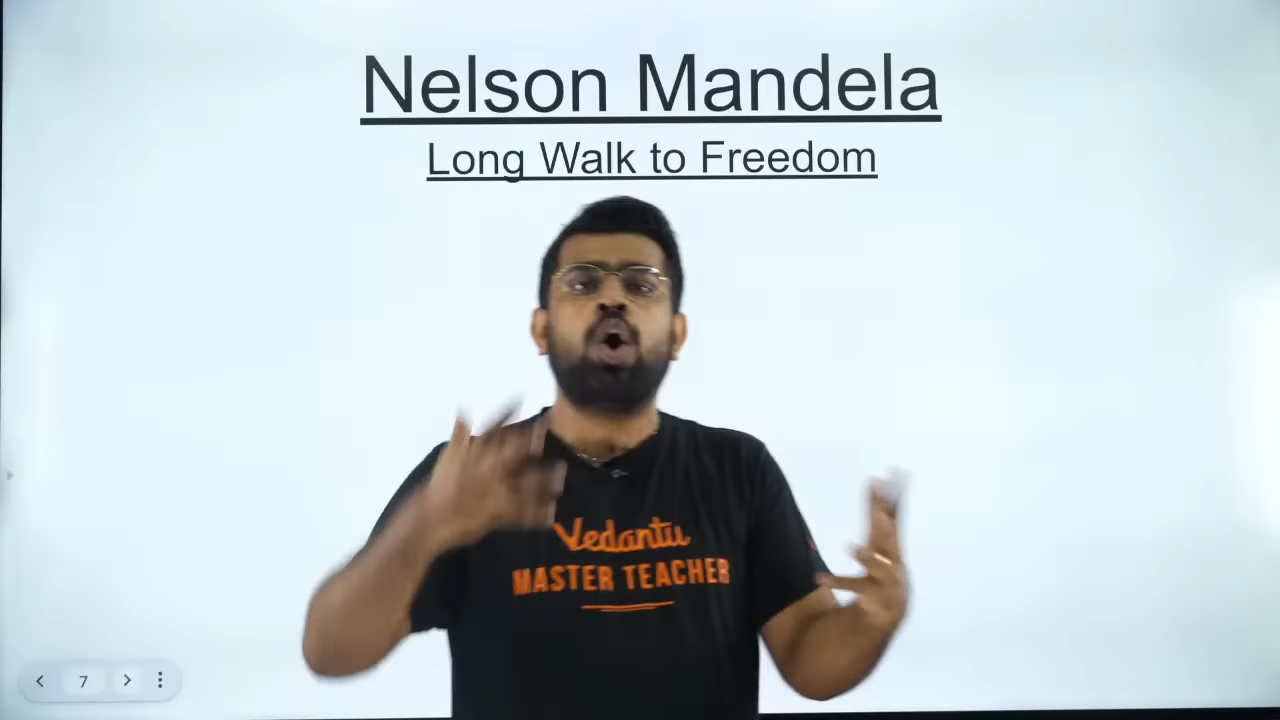 Nelson Mandela
Long Walk to Freedom
Vedantu
MASTER TEACHER
7